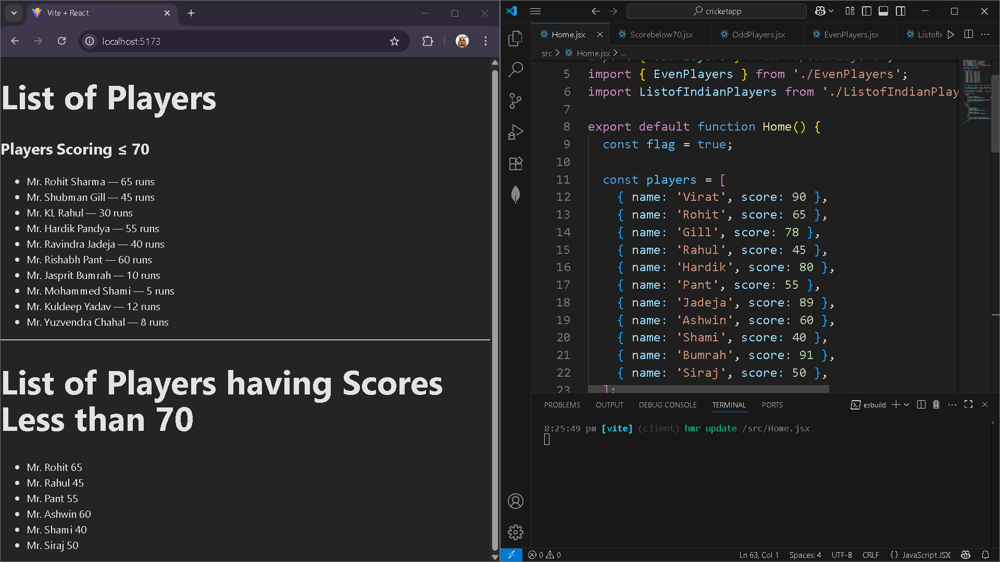 Vite + React
localhost:5173
List of Players
Players Scoring ≤ 70
Mr. Rohit Sharma — 65 runs
Mr. Shubman Gill — 45 runs
Mr. KL Rahul — 30 runs
Mr. Hardik Pandya — 55 runs
Mr. Ravindra Jadeja — 40 runs
Mr. Rishabh Pant — 60 runs
Mr. Jasprit Bumrah — 10 runs
Mr. Mohammed Shami — 5 runs
Mr. Kuldeep Yadav — 12 runs
Mr. Yuzvendra Chahal — 8 runs
List of Players having Scores
Less than 70
Mr. Rohit 65
Mr. Rahul 45
Mr. Pant 55
Mr. Ashwin 60
Mr. Shami 40
Mr. Siraj 50
cricketapp
Home.jsx
Scorebelow70.jsx
OddPlayers.jsx
EvenPlayers.jsx
ListofIr
src > Home.jsx > ...
5 import { EvenPlayers } from './EvenPlayers';
6 import ListofIndianPlayers from './ListofIndianPlay
7
8 export default function Home() {
9 const flag = true;
10
11 const players = [
12 { name: 'Virat', score: 90 },
13 { name: 'Rohit', score: 65 },
14 { name: 'Gill', score: 78 },
15 { name: 'Rahul', score: 45 },
16 { name: 'Hardik', score: 80 },
17 { name: 'Pant', score: 55 },
18 { name: 'Jadeja', score: 89 },
19 { name: 'Ashwin', score: 60 },
20 { name: 'Shami', score: 40 },
21 { name: 'Bumrah', score: 91 },
22 { name: 'Siraj', score: 50 },
23 ];
PROBLEMS OUTPUT DEBUG CONSOLE TERMINAL PORTS
esbuild
8:25:49 pm [vite] (client) hmr update /src/Home.jsx
0 0
Ln 63, Col 1 Spaces: 4 UTF-8 CRLF {} JavaScript JSX